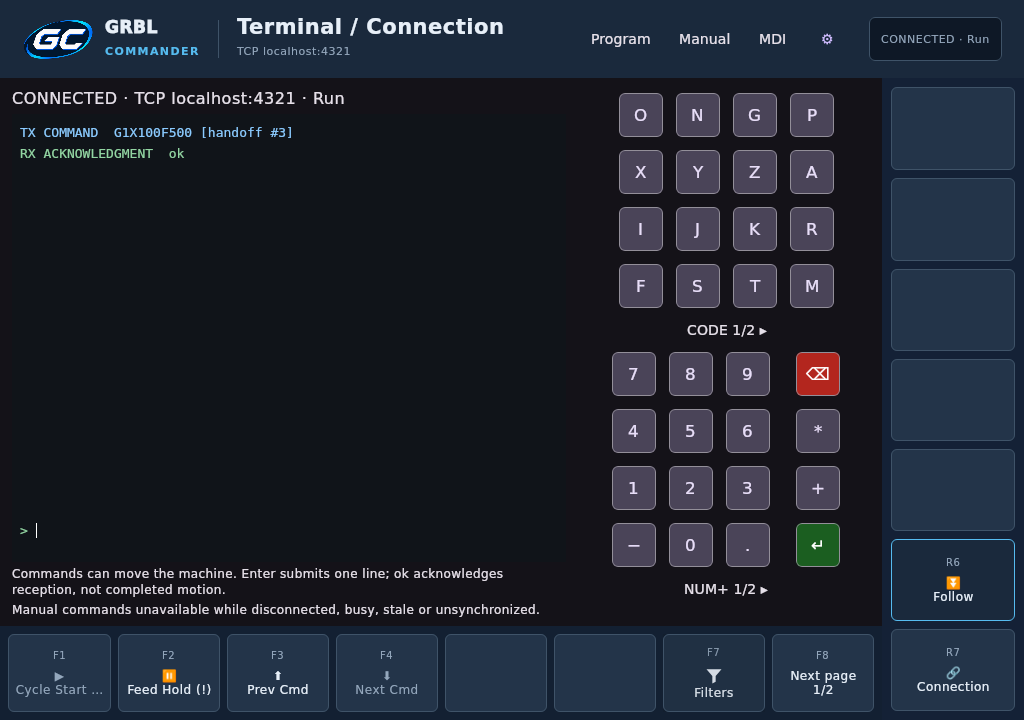 GC
GRBL
COMMANDER
Terminal / Connection
TCP localhost:4321
Program
Manual
MDI
CONNECTED · Run
CONNECTED · TCP localhost:4321 · Run
TX COMMAND  G1X100F500 [handoff #3]
RX ACKNOWLEDGMENT  ok
>
Commands can move the machine. Enter submits one line; ok acknowledges
reception, not completed motion.
Manual commands unavailable while disconnected, busy, stale or unsynchronized.
O N G P
X Y Z A
I J K R
F S T M
CODE 1/2 ▸
7 8 9 ⌫
4 5 6 *
1 2 3 +
− 0 . ↵
NUM+ 1/2 ▸
R6
Follow
R7
Connection
F1
Cycle Start ...
F2
Feed Hold (!)
F3
Prev Cmd
F4
Next Cmd
F7
Filters
F8
Next page
1/2